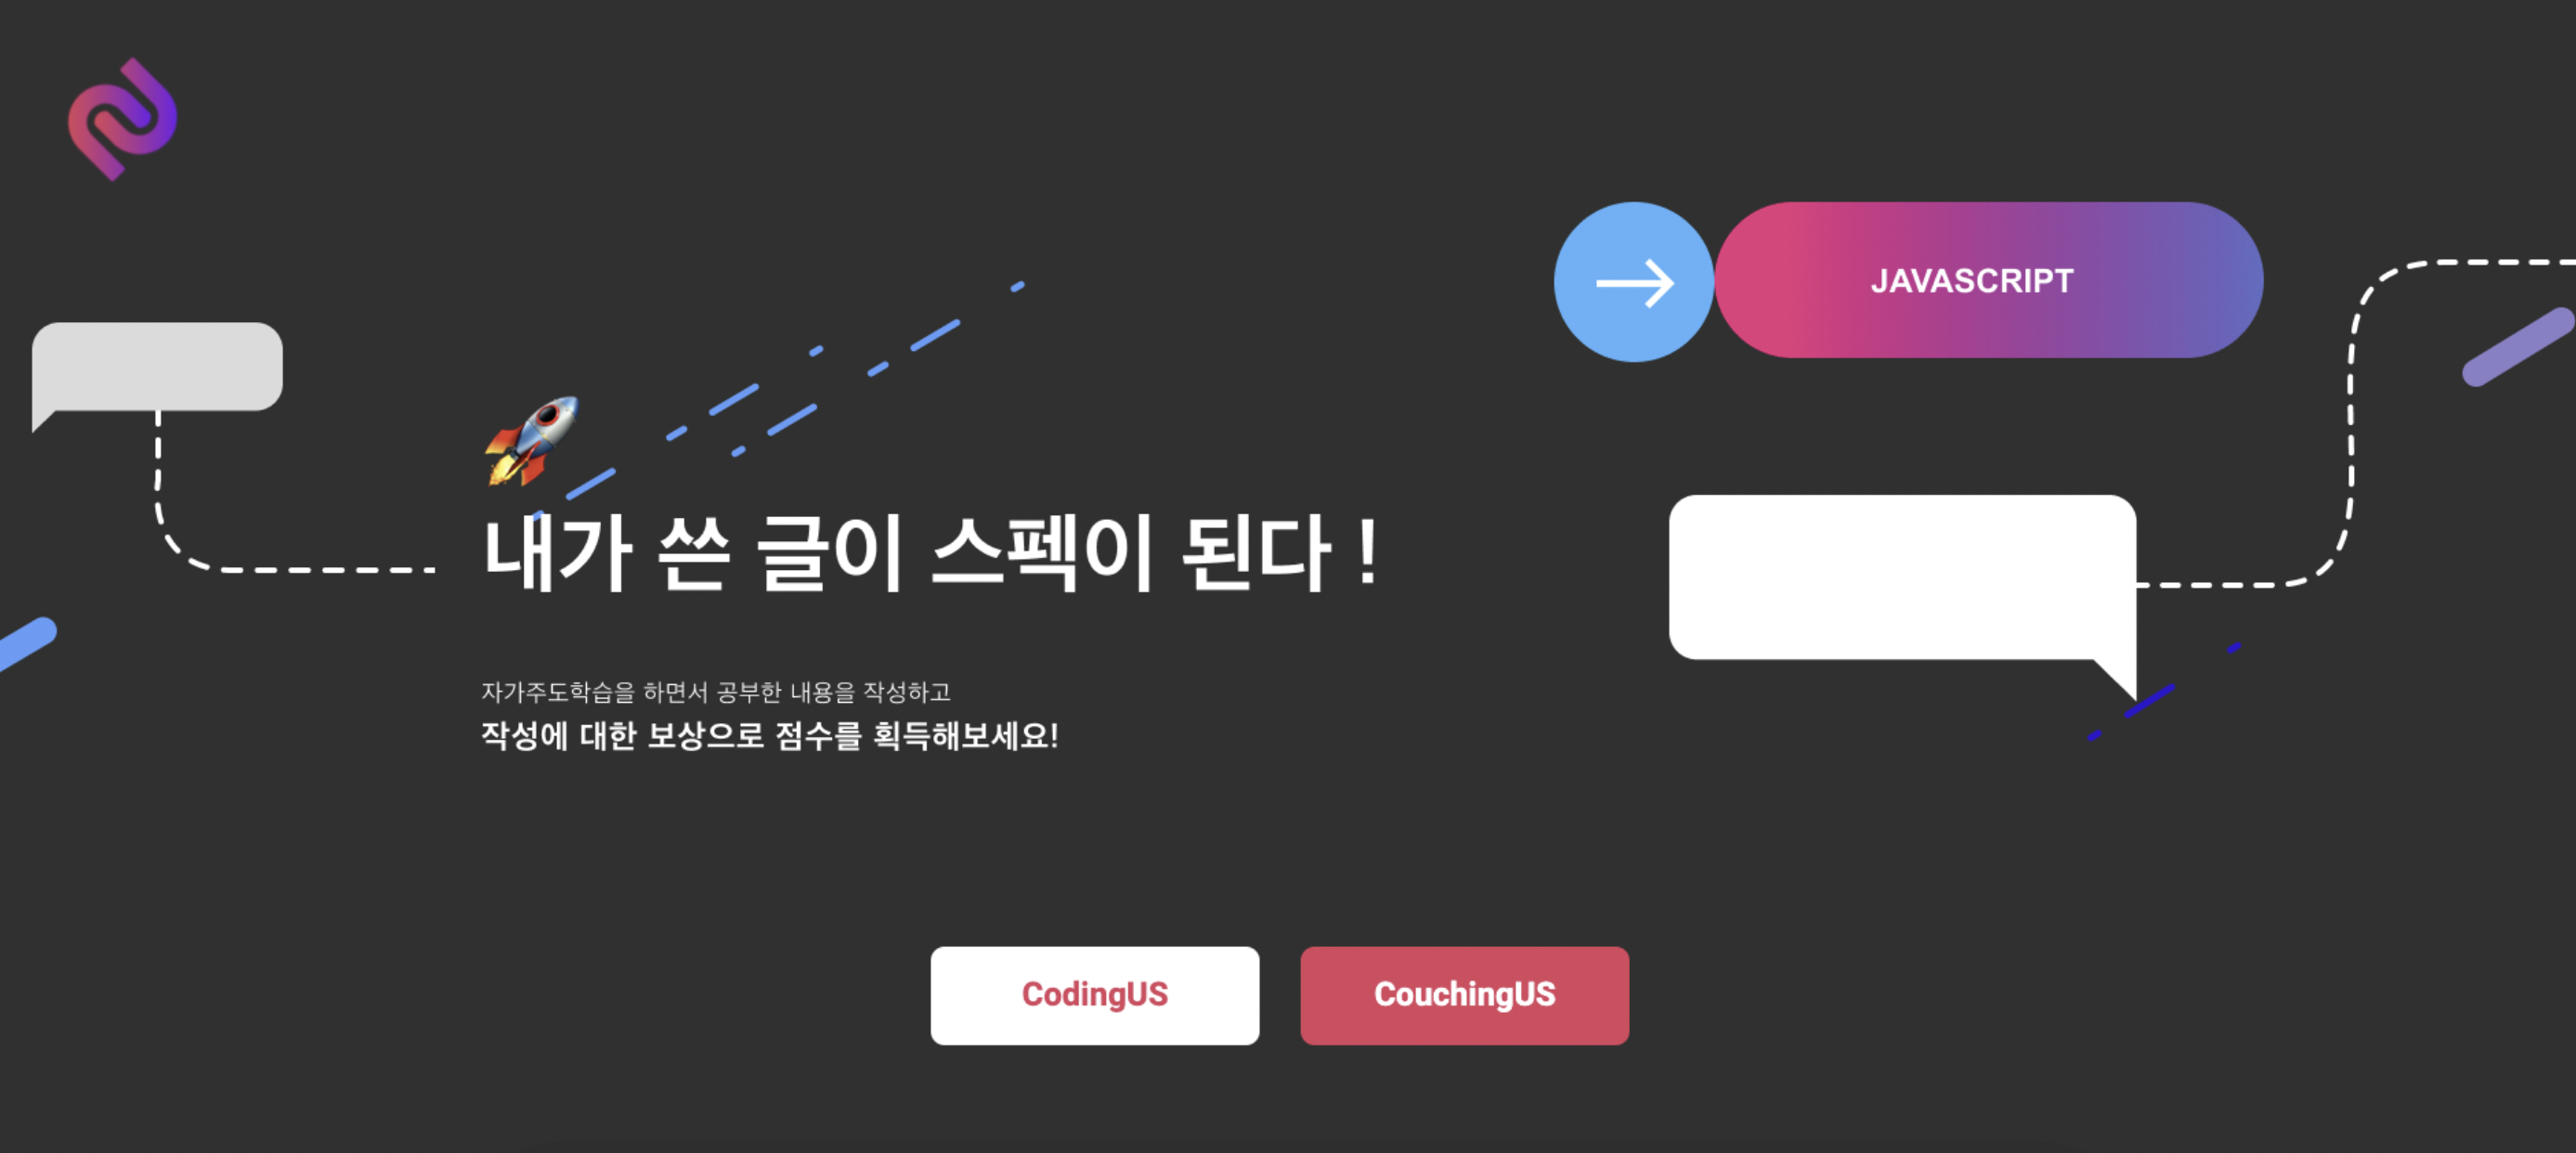 JAVASCRIPT
내가 쓴 글이 스펙이 된다 !
자가주도학습을 하면서 공부한 내용을 작성하고
작성에 대한 보상으로 점수를 획득해보세요!
CodingUS
CouchingUS